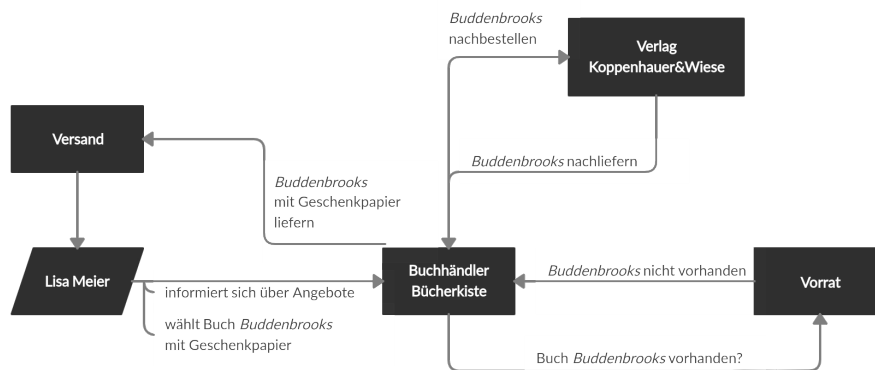 Buddenbrooks
nachbestellen
Verlag
Koppenhauer&Wiese
Versand
Buddenbrooks nachliefern
Buddenbrooks
mit Geschenkpapier
liefern
Lisa Meier
informiert sich über Angebote
wählt Buch Buddenbrooks
mit Geschenkpapier
Buchhändler
Bücherkiste
Buddenbrooks nicht vorhanden
Vorrat
Buch Buddenbrooks vorhanden?